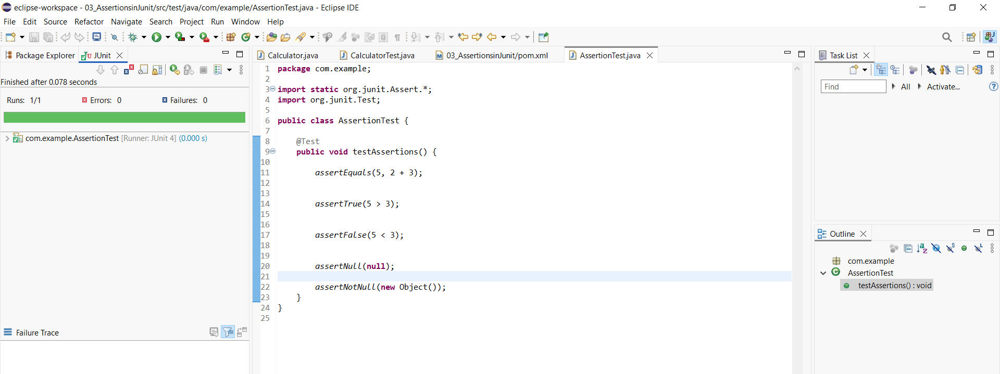 eclipse-workspace - 03_AssertionsinJunit/src/test/java/com/example/AssertionTest.java - Eclipse IDE
File Edit Source Refactor Navigate Search Project Run Window Help
Package Explorer JUnit
Finished after 0.078 seconds
Runs: 1/1 Errors: 0 Failures: 0
com.example.AssertionTest [Runner: JUnit 4] (0.000 s)
Failure Trace
Calculator.java CalculatorTest.java 03_AssertionsinJunit/pom.xml AssertionTest.java
1 package com.example;
2
3 import static org.junit.Assert.*;
4 import org.junit.Test;
5
6 public class AssertionTest {
7
8 @Test
9 public void testAssertions() {
10
11 assertEquals(5, 2 + 3);
12
13
14 assertTrue(5 > 3);
15
16
17 assertFalse(5 < 3);
18
19
20 assertNull(null);
21
22 assertNotNull(new Object());
23 }
24 }
25
Task List
Find All Activate...
Outline
com.example
AssertionTest
testAssertions() : void